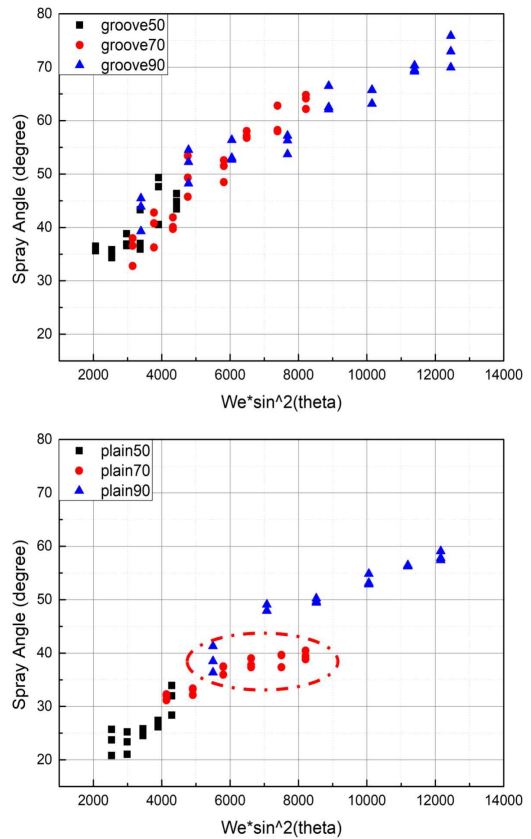 80
70
60
50
40
30
20
groove50
groove70
groove90
Spray Angle (degree)
2000 4000 6000 8000 10000 12000 14000
We*sin^2(theta)
80
70
60
50
40
30
20
plain50
plain70
plain90
Spray Angle (degree)
2000 4000 6000 8000 10000 12000 14000
We*sin^2(theta)